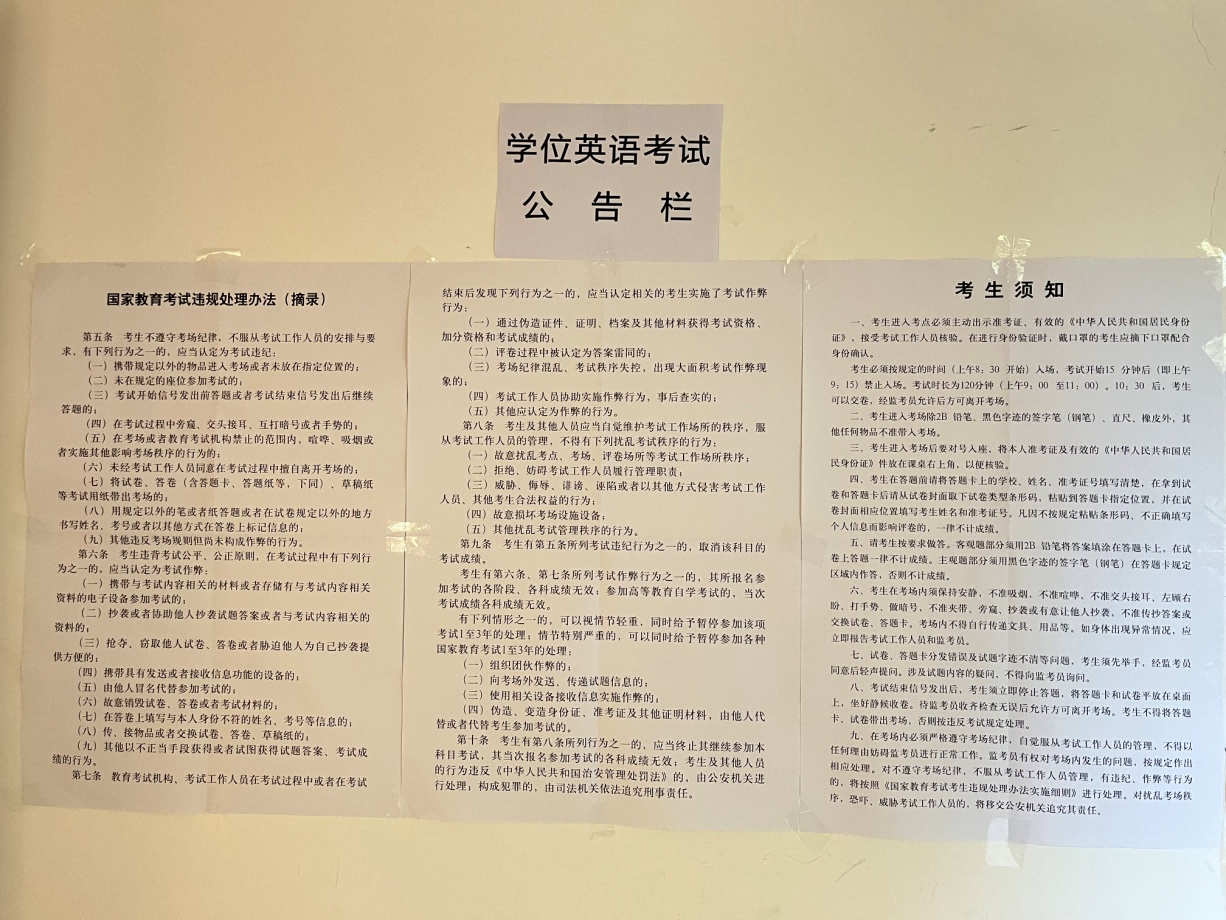 学位英语考试
公告栏
国家教育考试违规处理办法（摘录）
第五条 考生不遵守考场纪律，不服从考试工作人员的安排与要
求，有下列行为之一的，应当认定为考试违纪：
（一）携带规定以外的物品进入考场或者未放在指定位置的；
（二）未在规定的座位参加考试的；
（三）考试开始信号发出前答题或者考试结束信号发出后继续
答题的；
（四）在考试过程中旁窥、交头接耳、互打暗号或者手势的；
（五）在考场或者教育考试机构禁止的范围内，喧哗、吸烟或
者实施其他影响考场秩序的行为的；
（六）未经考试工作人员同意在考试过程中擅自离开考场的；
（七）将试卷、答卷（含答题卡、答题纸等，下同）、草稿纸
等考试用纸带出考场的；
（八）用规定以外的笔或者纸答题或者在试卷规定以外的地方
书写姓名、考号或者以其他方式在答卷上标记信息的；
（九）其他违反考场规则但尚未构成作弊的行为。
第六条 考生违背考试公平、公正原则，在考试过程中有下列行
为之一的，应当认定为考试作弊：
（一）携带与考试内容相关的材料或者存储有与考试内容相关
资料的电子设备参加考试的；
（二）抄袭或者协助他人抄袭试题答案或者与考试内容相关的
资料的；
（三）抢夺、窃取他人试卷、答卷或者胁迫他人为自己抄袭提
供方便的；
（四）携带具有发送或者接收信息功能的设备的；
（五）由他人冒名代替参加考试的；
（六）故意销毁试卷、答卷或者考试材料的；
（七）在答卷上填写与本人身份不符的姓名、考号等信息的；
（八）传、接物品或者交换试卷、答卷、草稿纸的；
（九）其他以不正当手段获得或者试图获得试题答案、考试成
绩的行为。
第七条 教育考试机构、考试工作人员在考试过程中或者在考试
结束后发现下列行为之一的，应当认定相关的考生实施了考试作弊
行为：
（一）通过伪造证件、证明、档案及其他材料获得考试资格、
加分资格和考试成绩的；
（二）评卷过程中被认定为答案雷同的；
（三）考场纪律混乱、考试秩序失控，出现大面积考试作弊现
象的；
（四）考试工作人员协助实施作弊行为，事后查实的；
（五）其他应认定为作弊的行为。
第八条 考生及其他人员应当自觉维护考试工作场所的秩序，服
从考试工作人员的管理，不得有下列扰乱考试秩序的行为：
（一）故意扰乱考点、考场、评卷场所等考试工作场所秩序；
（二）拒绝、妨碍考试工作人员履行管理职责；
（三）威胁、侮辱、诽谤、诬陷或者以其他方式侵害考试工作
人员、其他考生合法权益的行为；
（四）故意损坏考场设施设备；
（五）其他扰乱考试管理秩序的行为。
第九条 考生有第五条所列考试违纪行为之一的，取消该科目的
考试成绩。
考生有第六条、第七条所列考试作弊行为之一的，其所报名参
加考试的各阶段、各科成绩无效；参加高等教育自学考试的，当次
考试成绩各科成绩无效。
有下列情形之一的，可以视情节轻重，同时给予暂停参加该项
考试1至3年的处理；情节特别严重的，可以同时给予暂停参加各种
国家教育考试1至3年的处理：
（一）组织团伙作弊的；
（二）向考场外发送、传递试题信息的；
（三）使用相关设备接收信息实施作弊的；
（四）伪造、变造身份证、准考证及其他证明材料，由他人代
替或者代替考生参加考试的。
第十条 考生有第八条所列行为之一的，应当终止其继续参加本
科目考试，其当次报名参加考试的各科成绩无效；考生及其他人员
的行为违反《中华人民共和国治安管理处罚法》的，由公安机关进
行处理；构成犯罪的，由司法机关依法追究刑事责任。
考生须知
一、考生进入考点必须主动出示准考证、有效的《中华人民共和国居民身份
证》，接受考试工作人员核验。在进行身份验证时，戴口罩的考生应摘下口罩配合
身份确认。
考生必须按规定的时间（上午8：30 开始）入场，考试开始15 分钟后（即上午
9：15）禁止入场。考试时长为120分钟（上午9：00 至11：00）。10：30 后，考生
可以交卷，经监考员允许后方可离开考场。
二、考生进入考场除2B 铅笔、黑色字迹的签字笔（钢笔）、直尺、橡皮外，其
他任何物品不准带入考场。
三、考生进入考场后要对号入座，将本人准考证及有效的《中华人民共和国居
民身份证》件放在课桌右上角，以便核验。
四、考生在答题前请将答题卡上的学校、姓名、准考证号填写清楚，在拿到试
卷和答题卡后请从试卷封面取下试卷类型条形码，粘贴到答题卡指定位置，并在试
卷封面相应位置填写考生姓名和准考证号。凡因不按规定粘贴条形码、不正确填写
个人信息而影响评卷的，一律不计成绩。
五、请考生按要求做答。客观题部分须用2B 铅笔将答案填涂在答题卡上，在试
卷上答题一律不计成绩。主观题部分须用黑色字迹的签字笔（钢笔）在答题卡规定
区域内作答，否则不计成绩。
六、考生在考场内须保持安静，不准吸烟，不准喧哗，不准交头接耳、左顾右
盼、打手势、做暗号，不准夹带、旁窥、抄袭或有意让他人抄袭，不准传抄答案或
交换试卷、答题卡。考场内不得自行传递文具、用品等。如身体出现异常情况，应
立即报告考试工作人员和监考员。
七、试卷、答题卡分发错误及试题字迹不清等问题，考生须先举手，经监考员
同意后轻声提问。涉及试题内容的疑问，不得向监考员询问。
八、考试结束信号发出后，考生须立即停止答题，将答题卡和试卷平放在桌面
上，坐好静候收卷。待监考员收齐检查无误后允许方可离开考场。考生不得将答题
卡、试卷带出考场，否则按违反考试规定处理。
九、在考场内必须严格遵守考场纪律，自觉服从考试工作人员的管理，不得以
任何理由妨碍监考员进行正常工作。监考员有权对考场内发生的问题，按规定作出
相应处理。对不遵守考场纪律，不服从考试工作人员管理，有违纪、作弊等行为
的，将按照《国家教育考试考生违规处理办法实施细则》进行处理。对扰乱考场秩
序，恐吓、威胁考试工作人员的，将移交公安机关追究其责任。